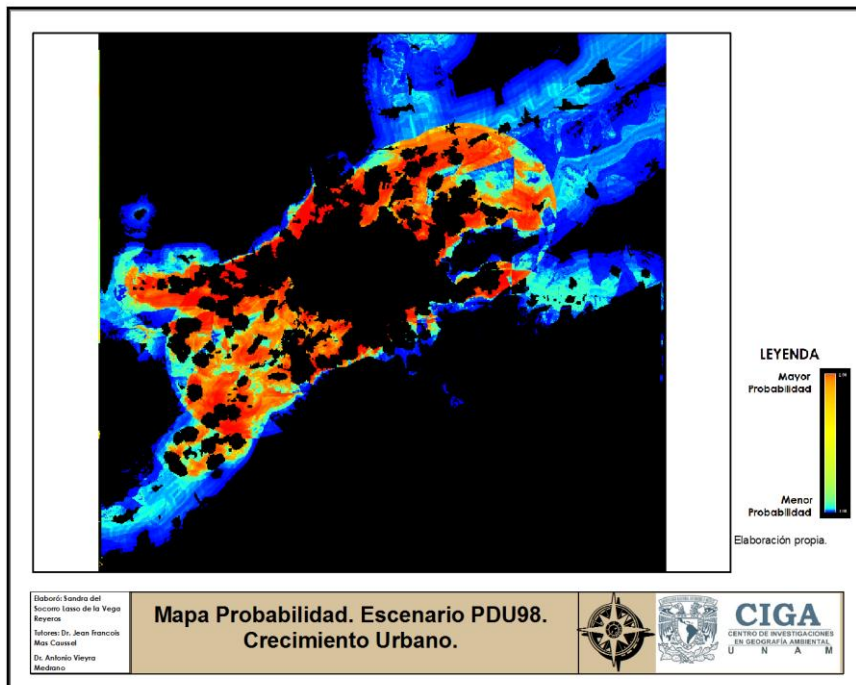 LEYENDA
Mayor
Probabilidad
Menor
Probabilidad
Elaboración propia.
Elaboró: Sandra del
Socorro Lasso de la Vega
Reyeros
Tutores: Dr. Jean Francois
Mas Caussel
Dr. Antonio Vieyra
Medrano
Mapa Probabilidad. Escenario PDU98.
Crecimiento Urbano.
CIGA
CENTRO DE INVESTIGACIONES
EN GEOGRAFÍA AMBIENTAL
U N A M